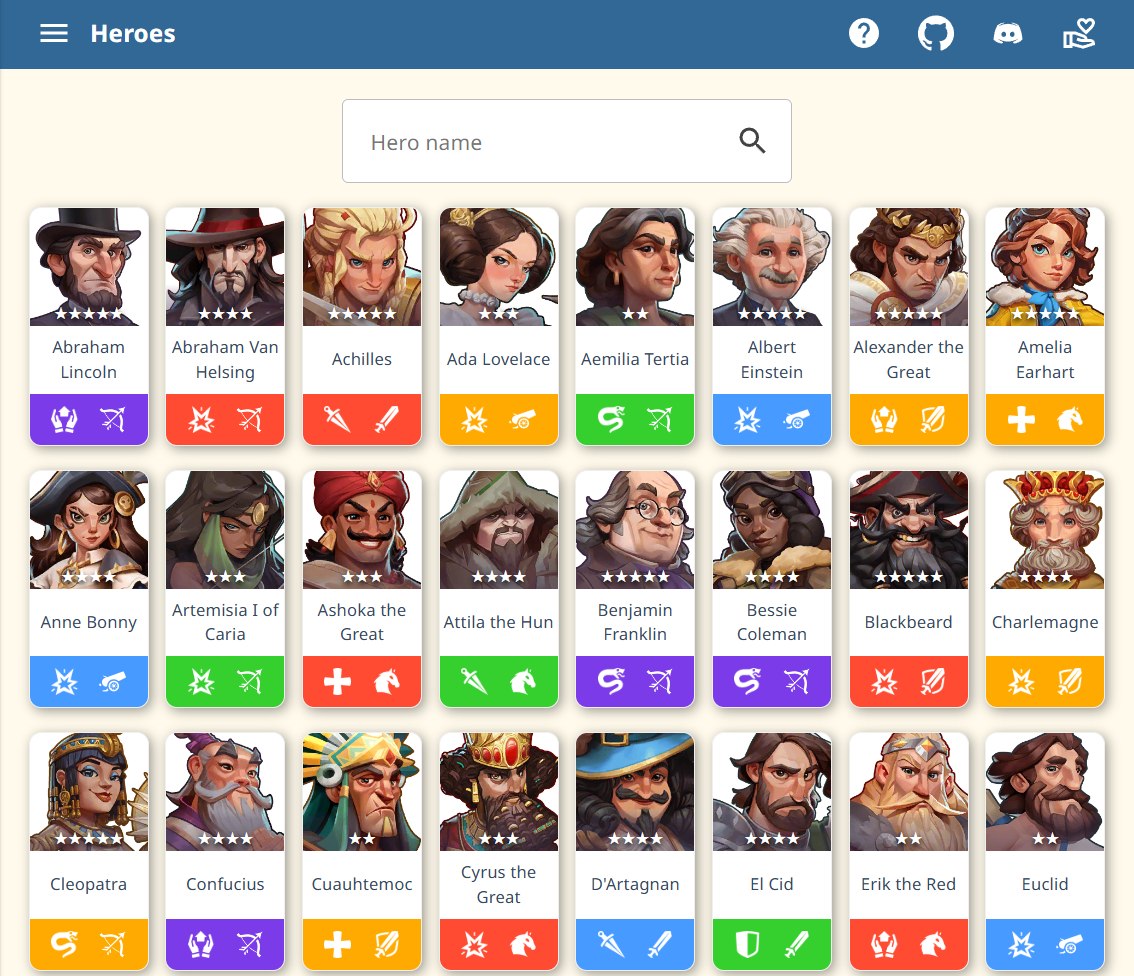 Heroes
Hero name
Abraham
Lincoln
Abraham Van
Helsing
Achilles
Ada Lovelace
Aemilia Tertia
Albert
Einstein
Alexander the
Great
Amelia
Earhart
Anne Bonny
Artemisia I of
Caria
Ashoka the
Great
Attila the Hun
Benjamin
Franklin
Bessie
Coleman
Blackbeard
Charlemagne
Cleopatra
Confucius
Cuauhtemoc
Cyrus the
Great
D'Artagnan
El Cid
Erik the Red
Euclid